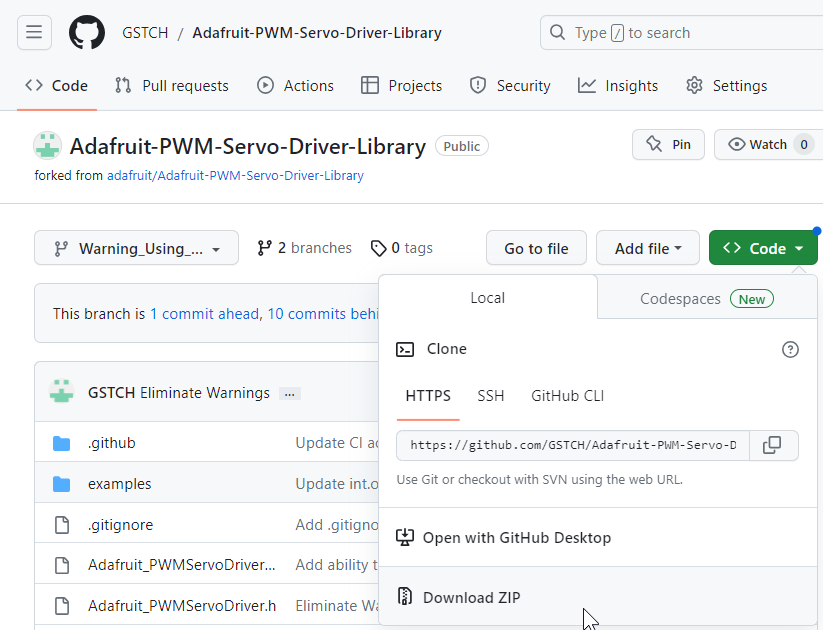 GSTCH / Adafruit-PWM-Servo-Driver-Library Type / to search
Code Pull requests Actions Projects Security Insights Settings
Adafruit-PWM-Servo-Driver-Library Public Pin Watch 0
forked from adafruit/Adafruit-PWM-Servo-Driver-Library
Warning_Using_... 2 branches 0 tags Go to file Add file Code
Local Codespaces New
This branch is 1 commit ahead, 10 commits behi
Clone
HTTPS SSH GitHub CLI
GSTCH Eliminate Warnings ...
https://github.com/GSTCH/Adafruit-PWM-Servo-D
.github Update CI ac
Use Git or checkout with SVN using the web URL.
examples Update int.o
.gitignore Add .gitigno
Open with GitHub Desktop
Adafruit_PWMServoDriver... Add ability t
Adafruit_PWMServoDriver.h Eliminate Wa
Download ZIP